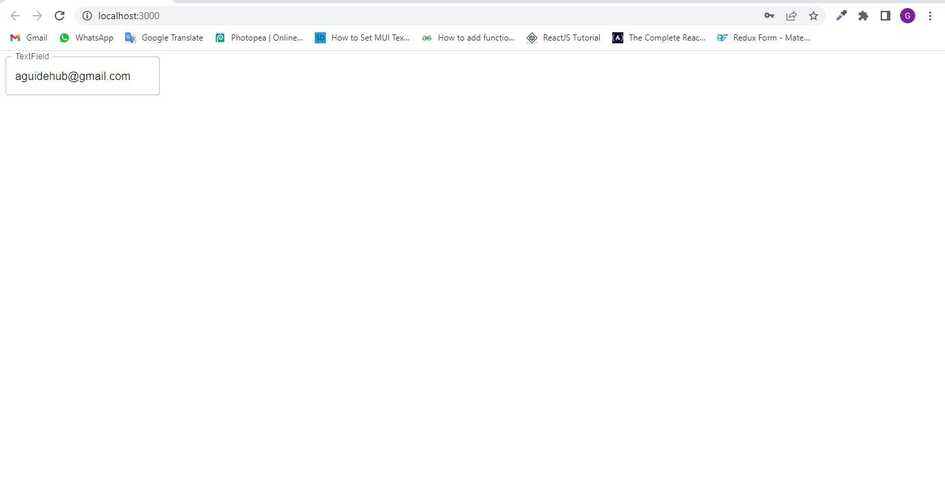 localhost:3000
G
Gmail WhatsApp Google Translate Photopea | Online... How to Set MUI Tex... How to add functio... ReactJS Tutorial The Complete Reac... Redux Form - Mate...
TextField
aguidehub@gmail.com